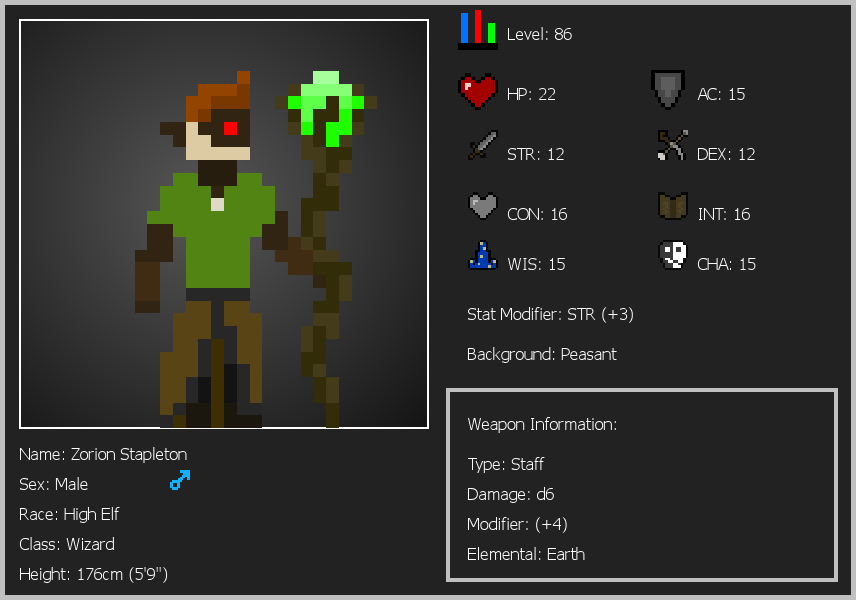 Level: 86
HP: 22
AC: 15
STR: 12
DEX: 12
CON: 16
INT: 16
WIS: 15
CHA: 15
Stat Modifier: STR (+3)
Background: Peasant
Weapon Information:
Type: Staff
Damage: d6
Modifier: (+4)
Elemental: Earth
Name: Zorion Stapleton
Sex: Male
Race: High Elf
Class: Wizard
Height: 176cm (5'9")